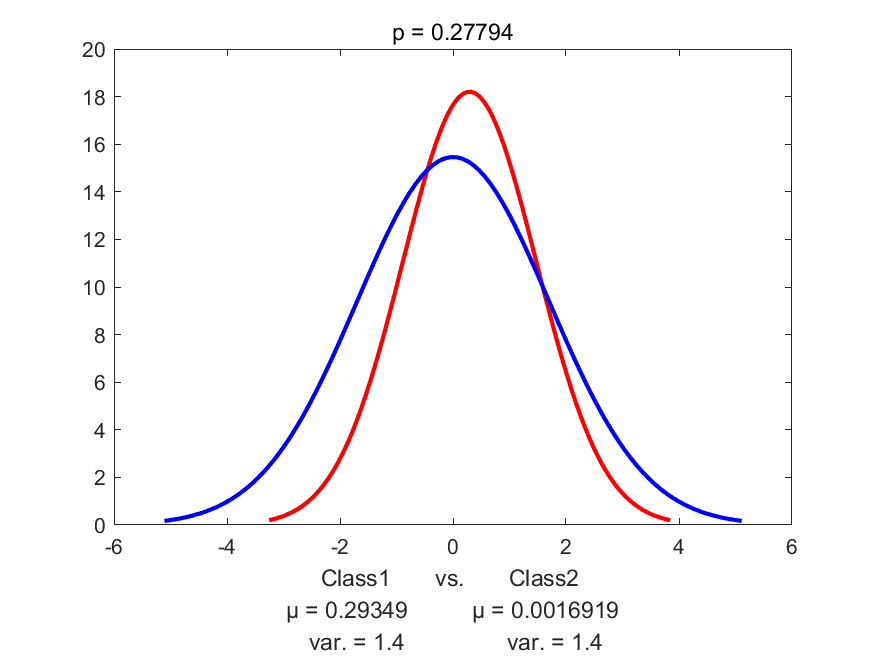 p = 0.27794
20
18
16
14
12
10
8
6
4
2
0
-6 -4 -2 0 2 4 6
Class1 vs. Class2
μ = 0.29349 μ = 0.0016919
var. = 1.4 var. = 1.4